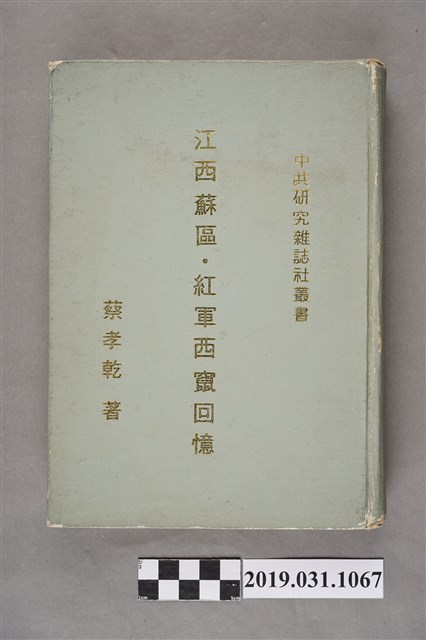 中共研究雜誌社叢書
江西蘇區·紅軍西竄回憶
蔡孝乾 著
2019.031.1067